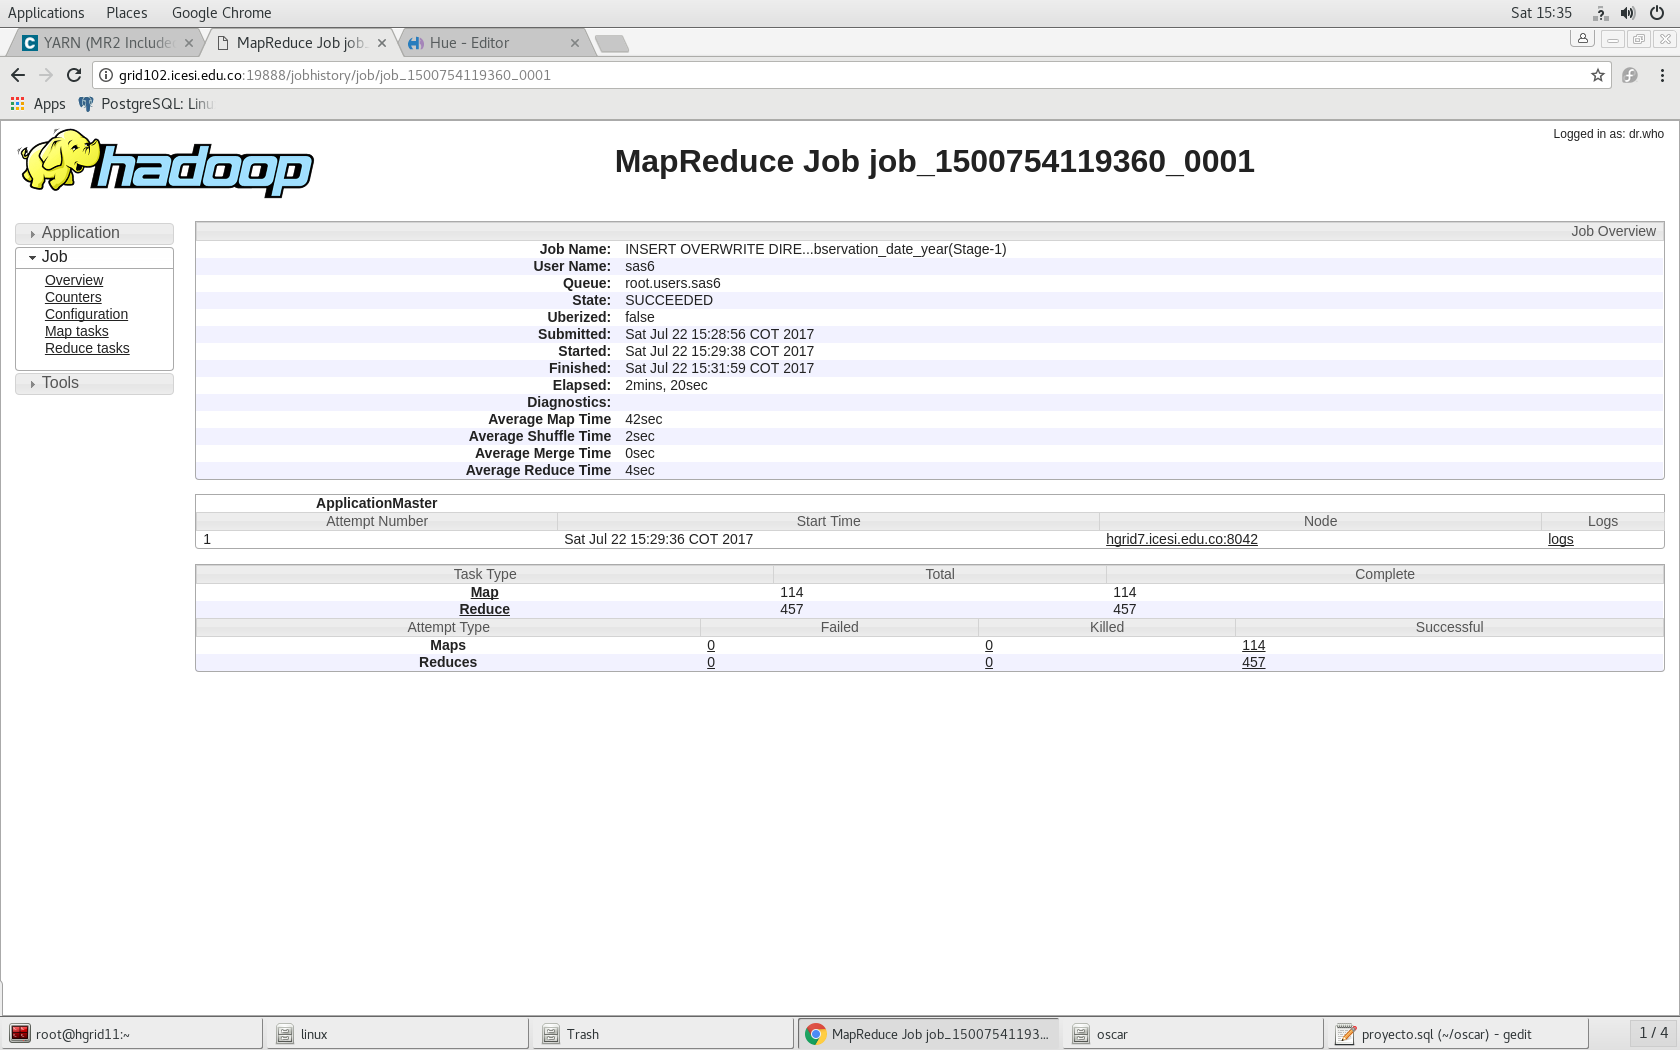 Applications Places Google Chrome Sat 15:35
YARN (MR2 Include MapReduce Job job_ Hue - Editor
grid102.icesi.edu.co:19888/jobhistory/job/job_1500754119360_0001
Apps PostgreSQL: Linu
hadoop
MapReduce Job job_1500754119360_0001
Logged in as: dr.who
Application
Job
Overview
Counters
Configuration
Map tasks
Reduce tasks
Tools
Job Overview
Job Name: INSERT OVERWRITE DIRE...bservation_date_year(Stage-1)
User Name: sas6
Queue: root.users.sas6
State: SUCCEEDED
Uberized: false
Submitted: Sat Jul 22 15:28:56 COT 2017
Started: Sat Jul 22 15:29:38 COT 2017
Finished: Sat Jul 22 15:31:59 COT 2017
Elapsed: 2mins, 20sec
Diagnostics:
Average Map Time 42sec
Average Shuffle Time 2sec
Average Merge Time 0sec
Average Reduce Time 4sec
ApplicationMaster
Attempt Number Start Time Node Logs
1 Sat Jul 22 15:29:36 COT 2017 hgrid7.icesi.edu.co:8042 logs
Task Type Total Complete
Map 114 114
Reduce 457 457
Attempt Type Failed Killed Successful
Maps 0 0 114
Reduces 0 0 457
root@hgrid11:~ linux Trash MapReduce Job job_15007541193... oscar proyecto.sql (~/oscar) - gedit 1 / 4